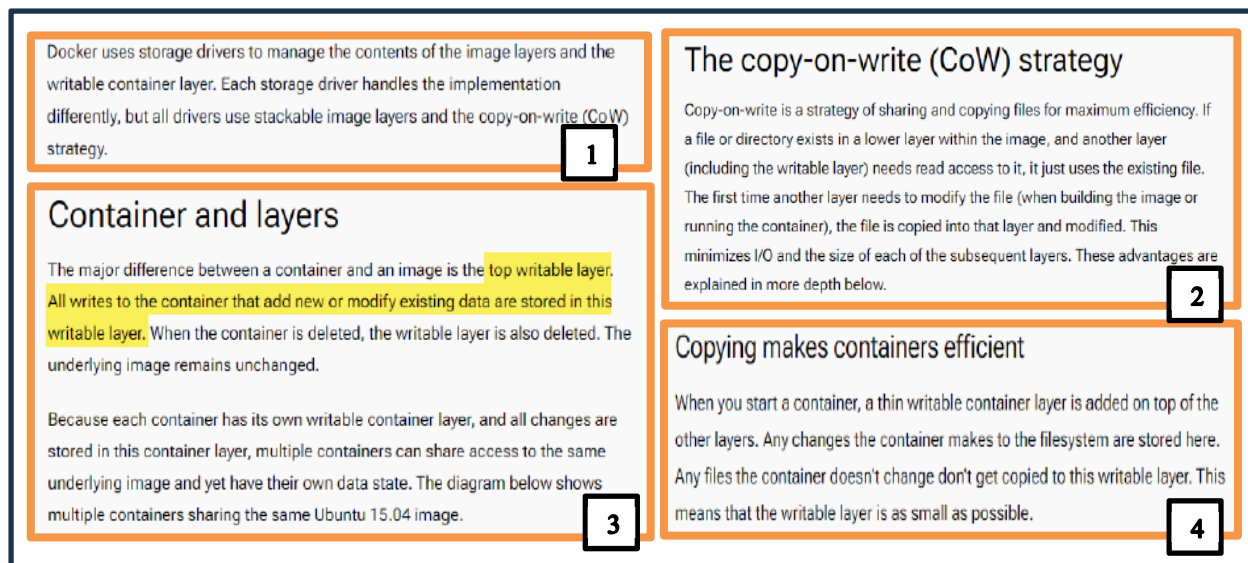 Docker uses storage drivers to manage the contents of the image layers and the
writable container layer. Each storage driver handles the implementation
differently, but all drivers use stackable image layers and the copy-on-write (CoW)
strategy.
1
The copy-on-write (CoW) strategy
Copy-on-write is a strategy of sharing and copying files for maximum efficiency. If
a file or directory exists in a lower layer within the image, and another layer
(including the writable layer) needs read access to it, it just uses the existing file.
The first time another layer needs to modify the file (when building the image or
running the container), the file is copied into that layer and modified. This
minimizes I/O and the size of each of the subsequent layers. These advantages are
explained in more depth below.
2
Container and layers
The major difference between a container and an image is the top writable layer.
All writes to the container that add new or modify existing data are stored in this
writable layer. When the container is deleted, the writable layer is also deleted. The
underlying image remains unchanged.
Because each container has its own writable container layer, and all changes are
stored in this container layer, multiple containers can share access to the same
underlying image and yet have their own data state. The diagram below shows
multiple containers sharing the same Ubuntu 15.04 image.
3
Copying makes containers efficient
When you start a container, a thin writable container layer is added on top of the
other layers. Any changes the container makes to the filesystem are stored here.
Any files the container doesn't change don't get copied to this writable layer. This
means that the writable layer is as small as possible.
4